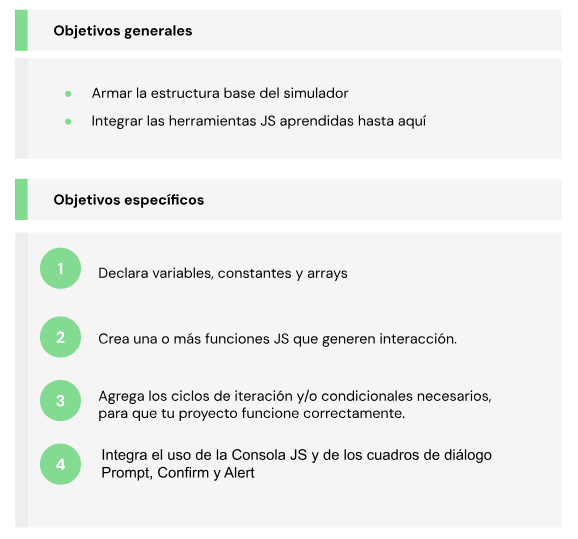 Objetivos generales
Armar la estructura base del simulador
Integrar las herramientas JS aprendidas hasta aquí
Objetivos específicos
1
Declara variables, constantes y arrays
2
Crea una o más funciones JS que generen interacción.
3
Agrega los ciclos de iteración y/o condicionales necesarios,
para que tu proyecto funcione correctamente.
4
Integra el uso de la Consola JS y de los cuadros de diálogo
Prompt, Confirm y Alert